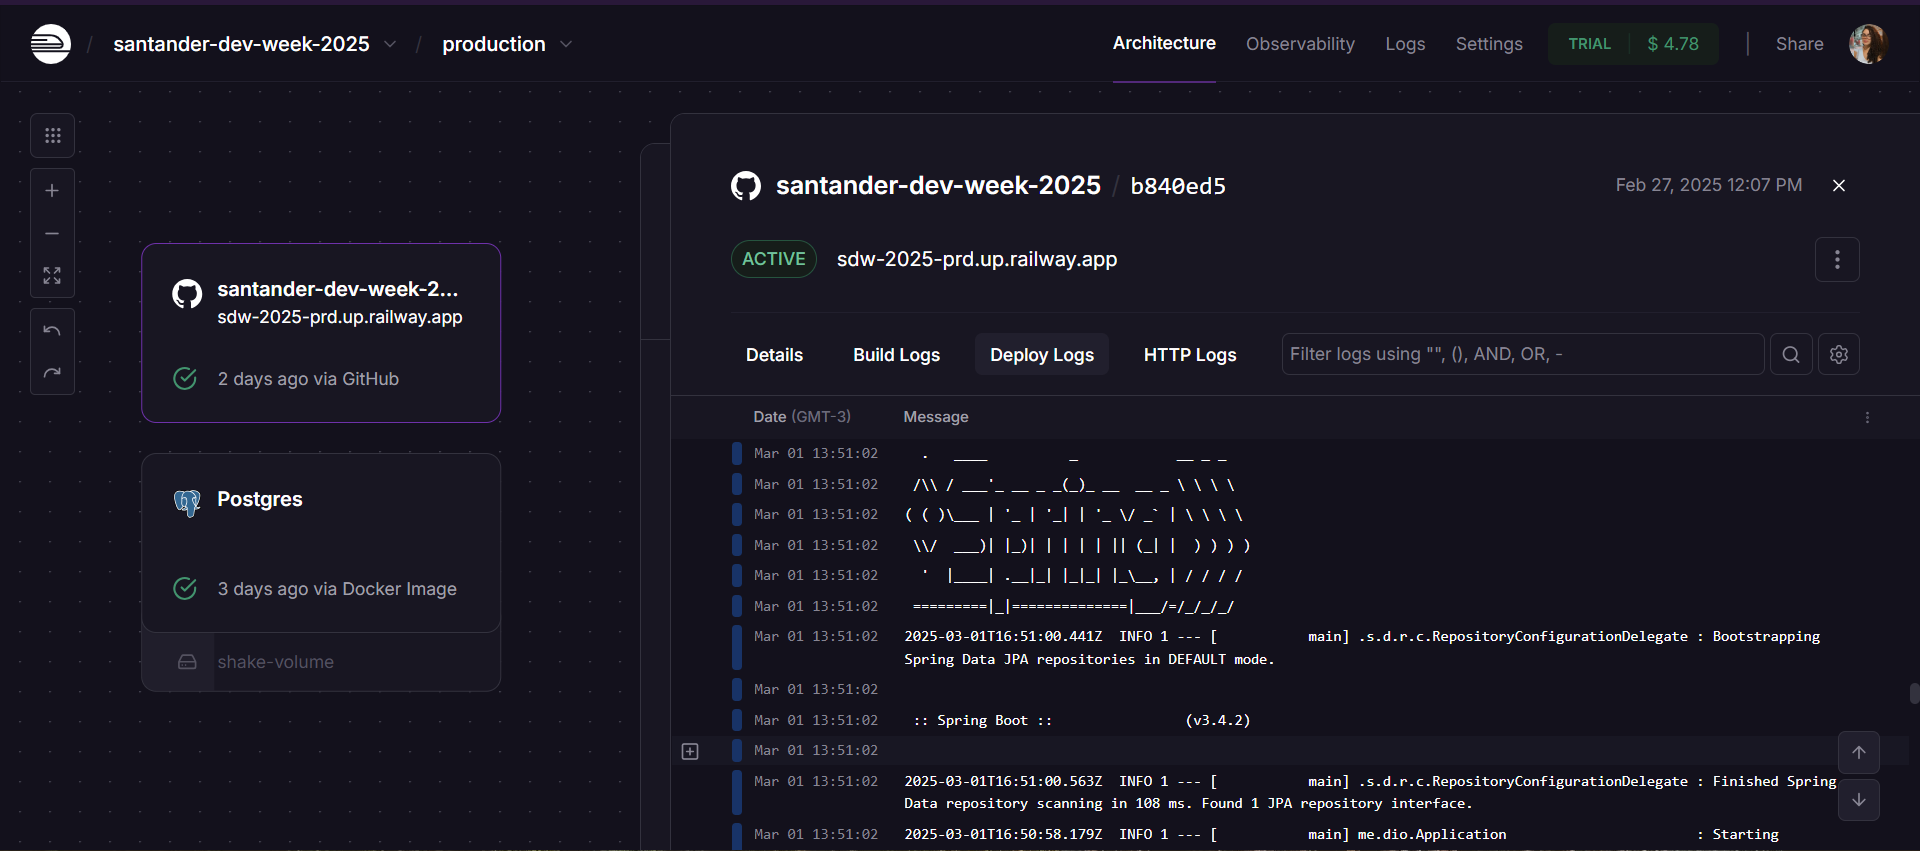 / santander-dev-week-2025 / production
Architecture Observability Logs Settings TRIAL $ 4.78 | Share
santander-dev-week-2...
sdw-2025-prd.up.railway.app
2 days ago via GitHub
Postgres
3 days ago via Docker Image
shake-volume
santander-dev-week-2025 / b840ed5
Feb 27, 2025 12:07 PM
ACTIVE sdw-2025-prd.up.railway.app
Details Build Logs Deploy Logs HTTP Logs Filter logs using "", (), AND, OR, -
Date (GMT-3) Message
Mar 01 13:51:02   .   ____          _            __ _ _
Mar 01 13:51:02  /\\ / ___'_ __ _ _(_)_ __  __ _ \ \ \ \
Mar 01 13:51:02 ( ( )\___ | '_ | '_| | '_ \/ _` | \ \ \ \
Mar 01 13:51:02  \\/  ___)| |_)| | | | | || (_| |  ) ) ) )
Mar 01 13:51:02   '  |____| .__|_| |_|_| |_\__, | / / / /
Mar 01 13:51:02  =========|_|==============|___/=/_/_/_/
Mar 01 13:51:02 2025-03-01T16:51:00.441Z  INFO 1 --- [           main] .s.d.r.c.RepositoryConfigurationDelegate : Bootstrapping
Spring Data JPA repositories in DEFAULT mode.
Mar 01 13:51:02
Mar 01 13:51:02  :: Spring Boot ::                (v3.4.2)
Mar 01 13:51:02
Mar 01 13:51:02 2025-03-01T16:51:00.563Z  INFO 1 --- [           main] .s.d.r.c.RepositoryConfigurationDelegate : Finished Spring
Data repository scanning in 108 ms. Found 1 JPA repository interface.
Mar 01 13:51:02 2025-03-01T16:50:58.179Z  INFO 1 --- [           main] me.dio.Application                       : Starting